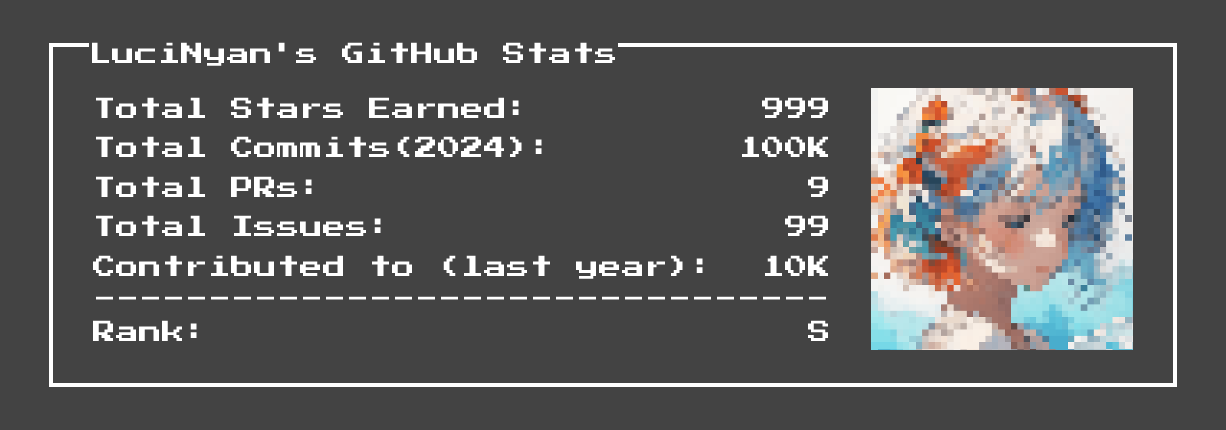 LuciNyan's GitHub Stats
Total Stars Earned: 999
Total Commits(2024): 100K
Total PRs: 9
Total Issues: 99
Contributed to (last year): 10K
Rank: S